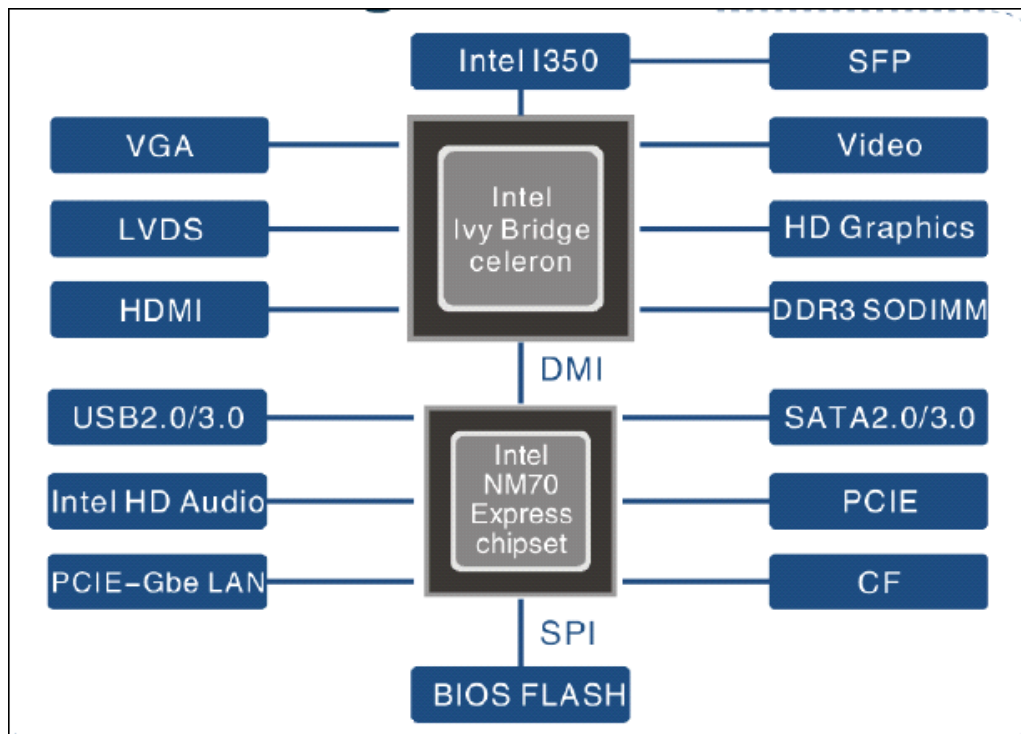 Intel I350
SFP
VGA
Video
LVDS
HD Graphics
HDMI
DDR3 SODIMM
Intel
Ivy Bridge
celeron
DMI
USB2.0/3.0
SATA2.0/3.0
Intel HD Audio
PCIE
PCIE-Gbe LAN
CF
Intel
NM70
Express
chipset
SPI
BIOS FLASH